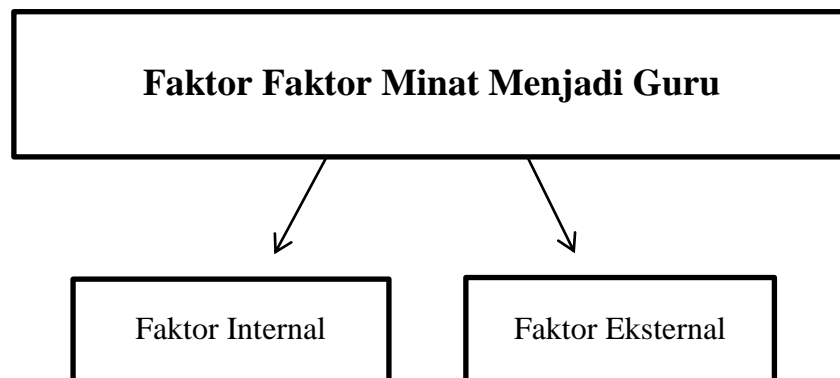 Faktor Faktor Minat Menjadi Guru
Faktor Internal
Faktor Eksternal